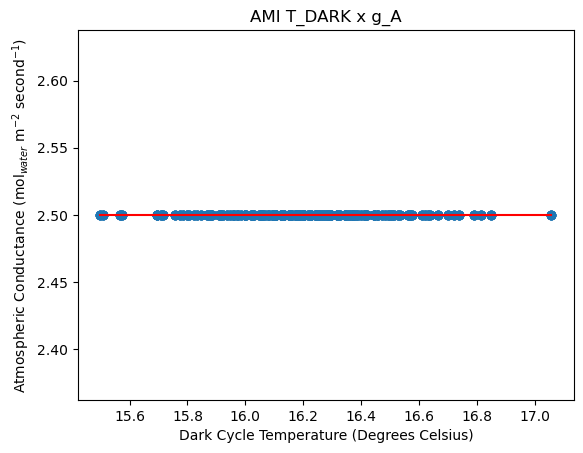 AMI T_DARK x g_A
Atmospheric Conductance (mol_water m⁻² second⁻¹)
2.60
2.55
2.50
2.45
2.40
15.6 15.8 16.0 16.2 16.4 16.6 16.8 17.0
Dark Cycle Temperature (Degrees Celsius)